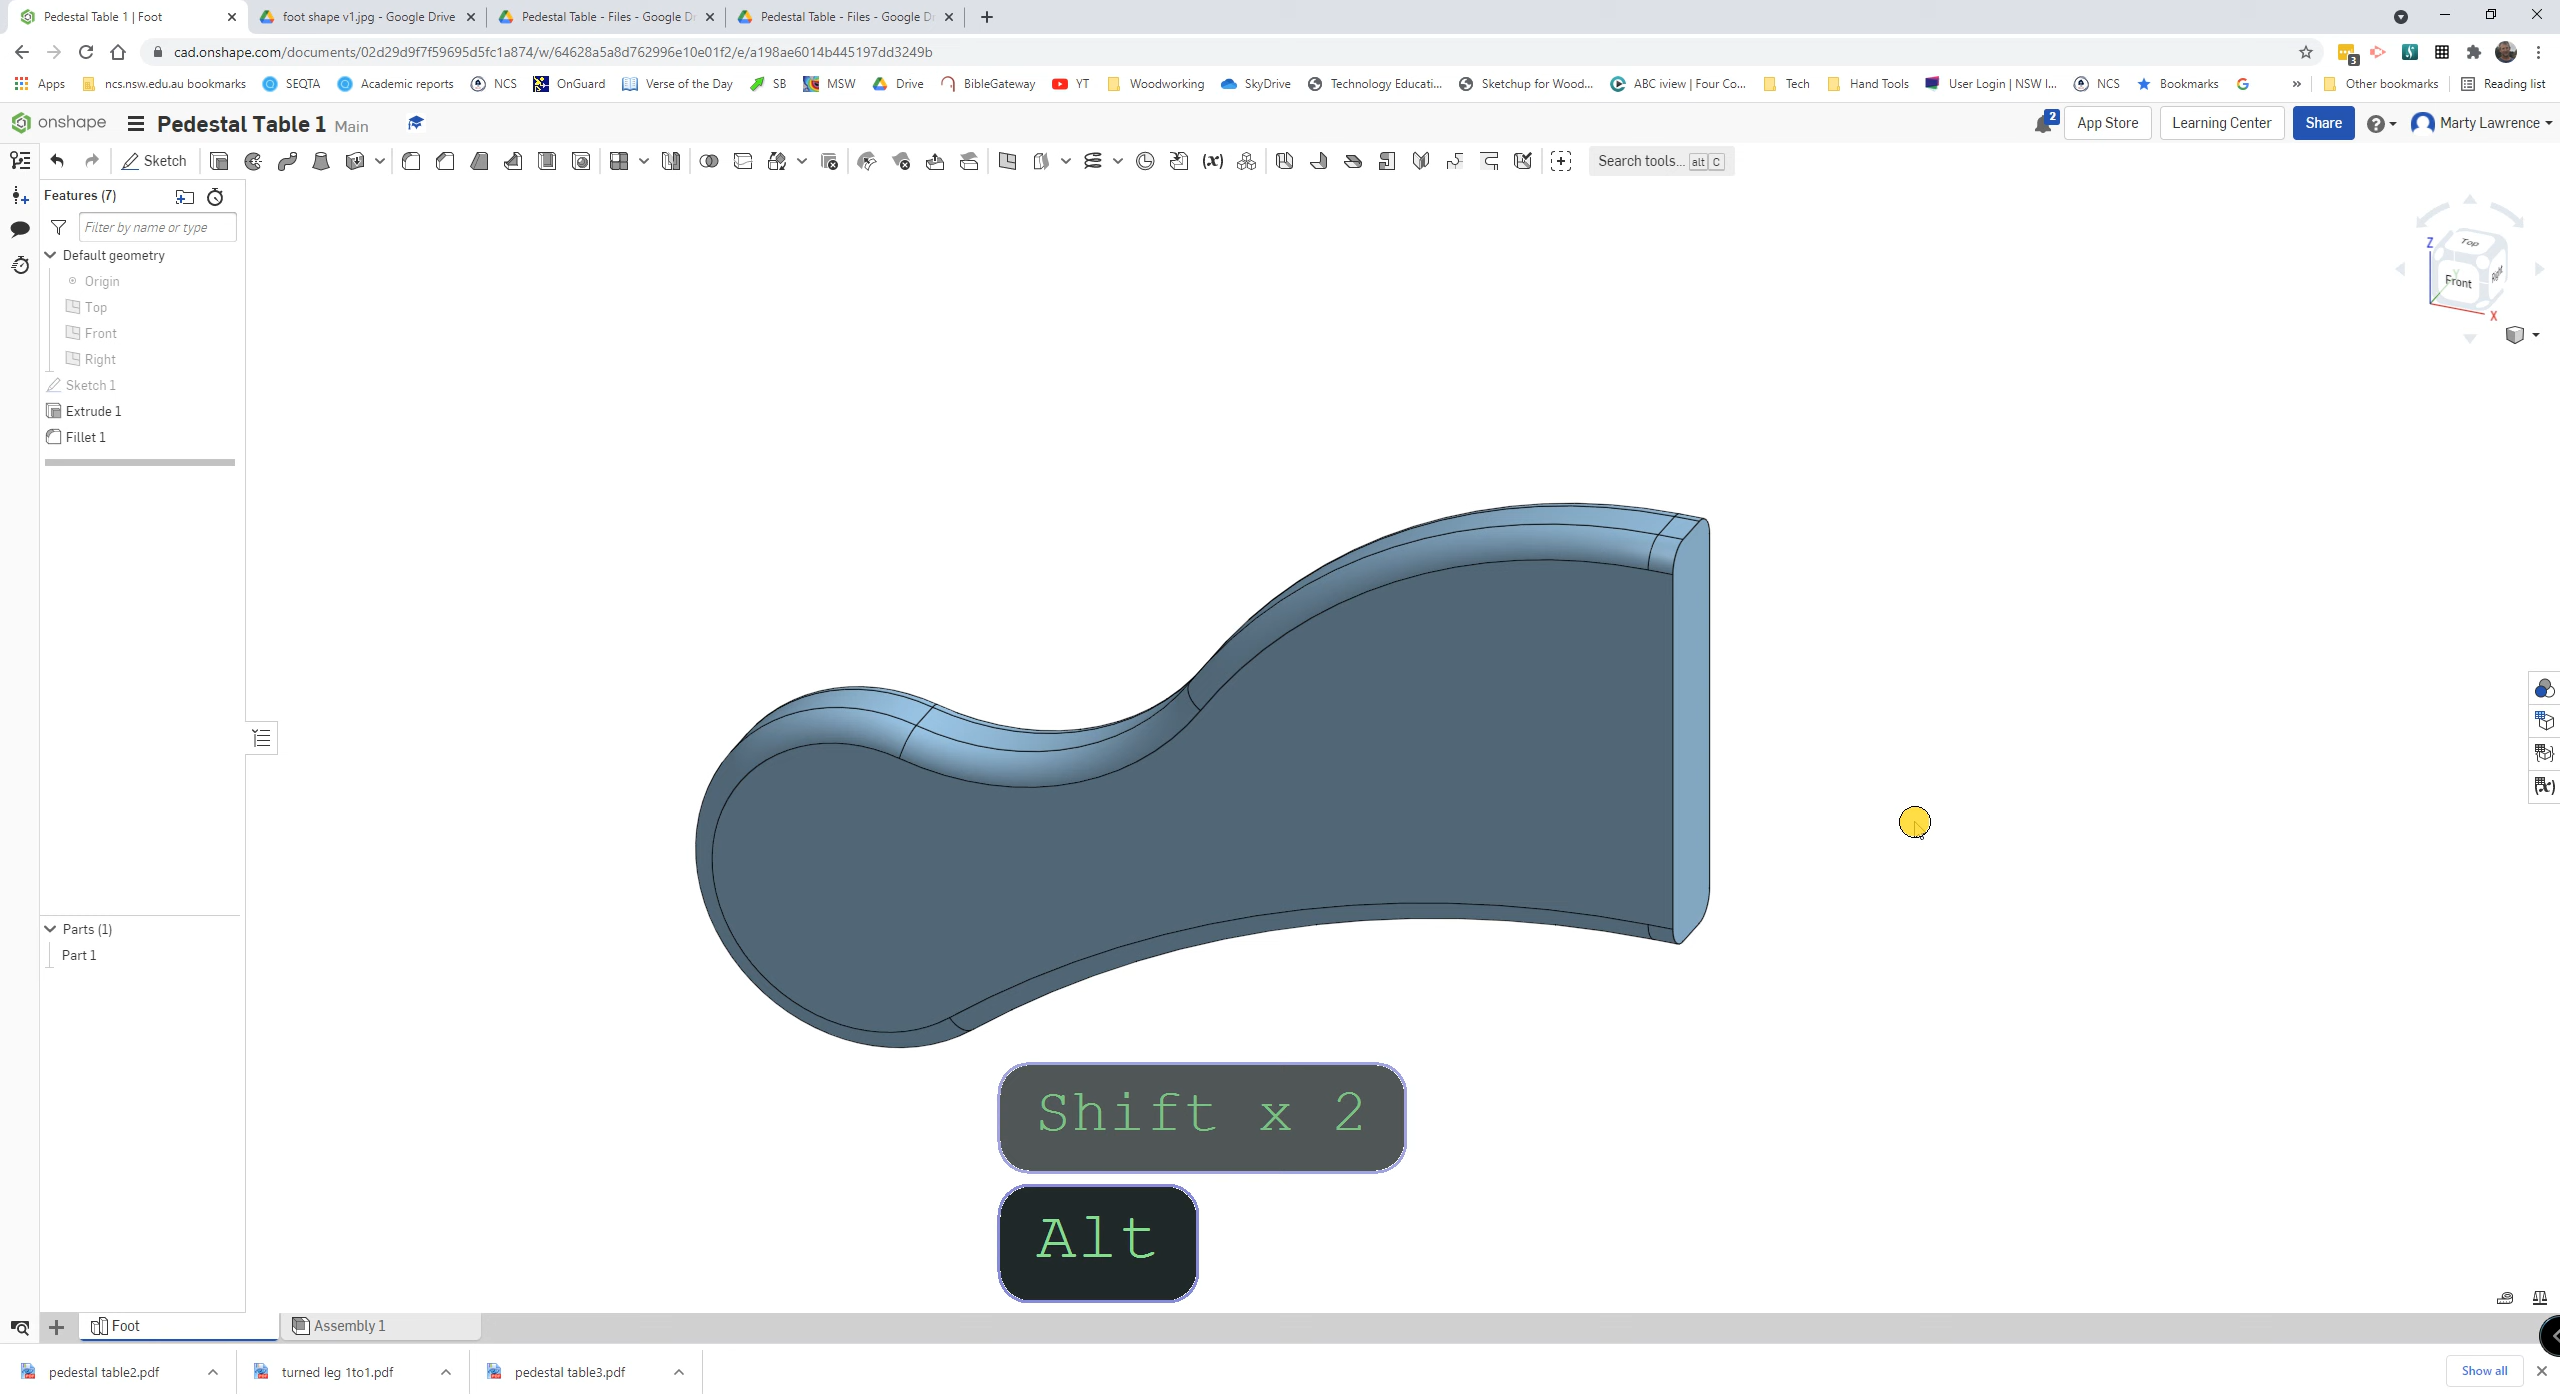 Pedestal Table 1 | Foot
foot shape v1.jpg - Google Drive
Pedestal Table - Files - Google D
Pedestal Table - Files - Google D
cad.onshape.com/documents/02d29d9f7f59695d5fc1a874/w/64628a5a8d762996e10e01f2/e/a198ae6014b445197dd3249b
3
Apps
ncs.nsw.edu.au bookmarks
SEQTA
Academic reports
NCS
OnGuard
Verse of the Day
SB
MSW
Drive
BibleGateway
YT
Woodworking
SkyDrive
Technology Educati...
Sketchup for Wood...
ABC iview | Four Co...
Tech
Hand Tools
User Login | NSW I...
NCS
Bookmarks
»
Other bookmarks
Reading list
onshape
Pedestal Table 1 Main
2
App Store
Learning Center
Share
Marty Lawrence
Sketch
(x)
Search tools... alt C
Features (7)
Filter by name or type
Default geometry
Origin
Top
Front
Right
Sketch 1
Extrude 1
Fillet 1
Z
Top
Front
Right
Y
X
(x)
Parts (1)
Part 1
Shift x 2
Alt
Foot
Assembly 1
pedestal table2.pdf
turned leg 1to1.pdf
pedestal table3.pdf
Show all